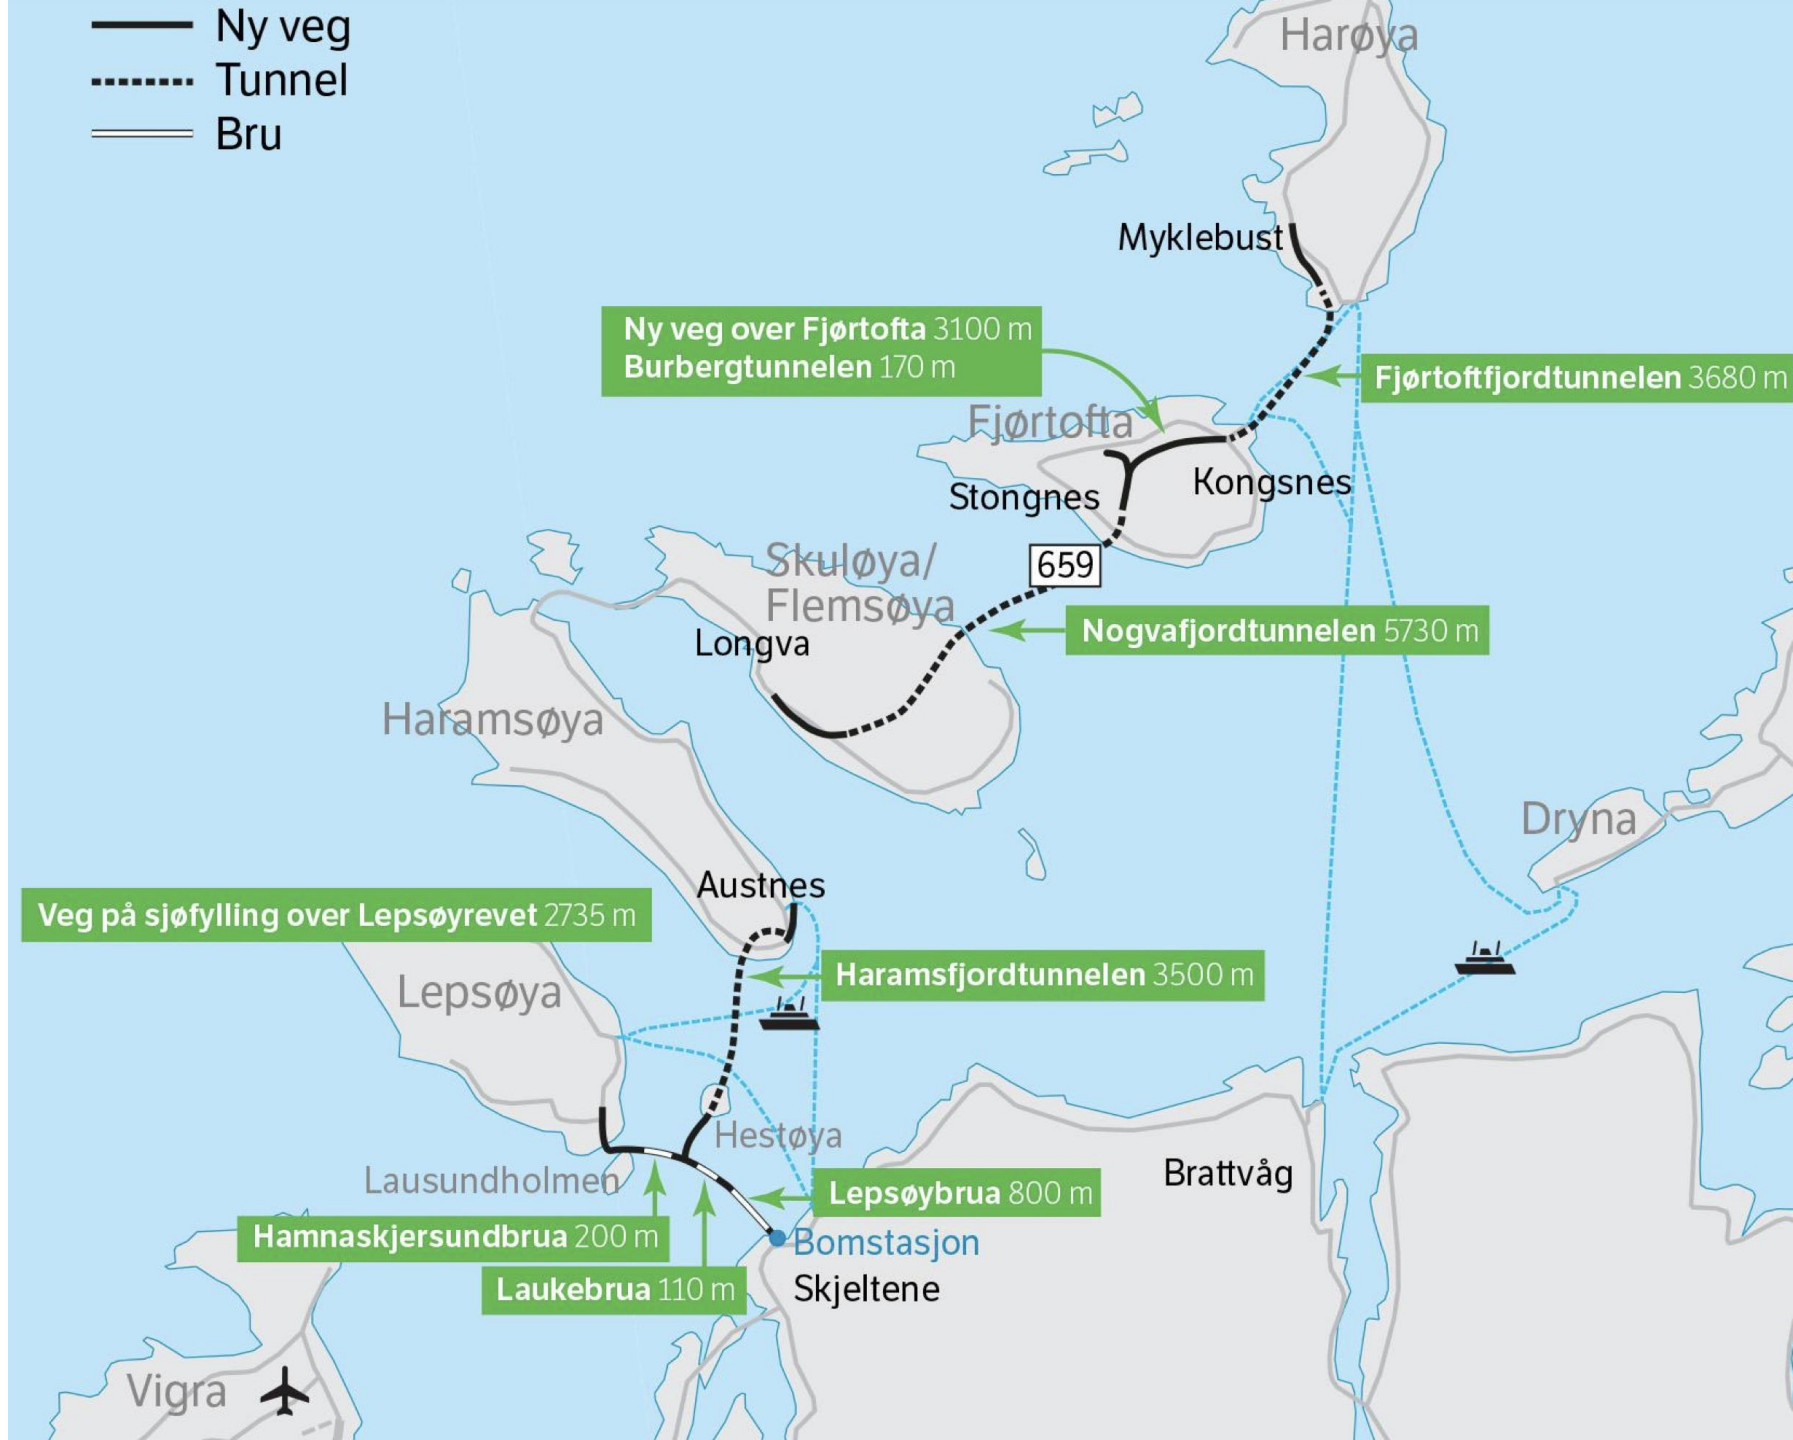 Ny veg
Tunnel
Bru
Harøya
Myklebust
Ny veg over Fjørtofta 3100 m
Burbergtunnelen 170 m
Fjørtoftfjordtunnelen 3680 m
Fjørtofta
Kongsnes
Stongnes
659
Skuløya/
Flemsøya
Nogvafjordtunnelen 5730 m
Longva
Haramsøya
Dryna
Austnes
Veg på sjøfylling over Lepsøyrevet 2735 m
Haramsfjordtunnelen 3500 m
Lepsøya
Hestøya
Brattvåg
Lausundholmen
Lepsøybrua 800 m
Hamnaskjersundbrua 200 m
Bomstasjon
Laukebrua 110 m
Skjeltene
Vigra